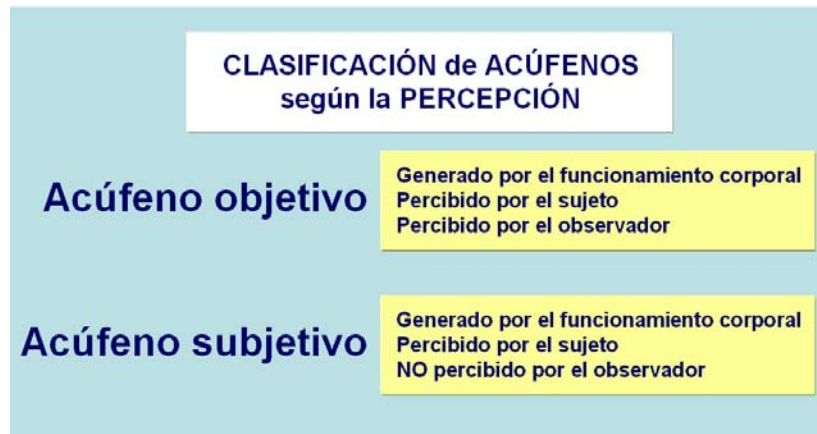 CLASIFICACIÓN de ACÚFENOS
según la PERCEPCIÓN
Acúfeno objetivo
Generado por el funcionamiento corporal
Percibido por el sujeto
Percibido por el observador
Acúfeno subjetivo
Generado por el funcionamiento corporal
Percibido por el sujeto
NO percibido por el observador